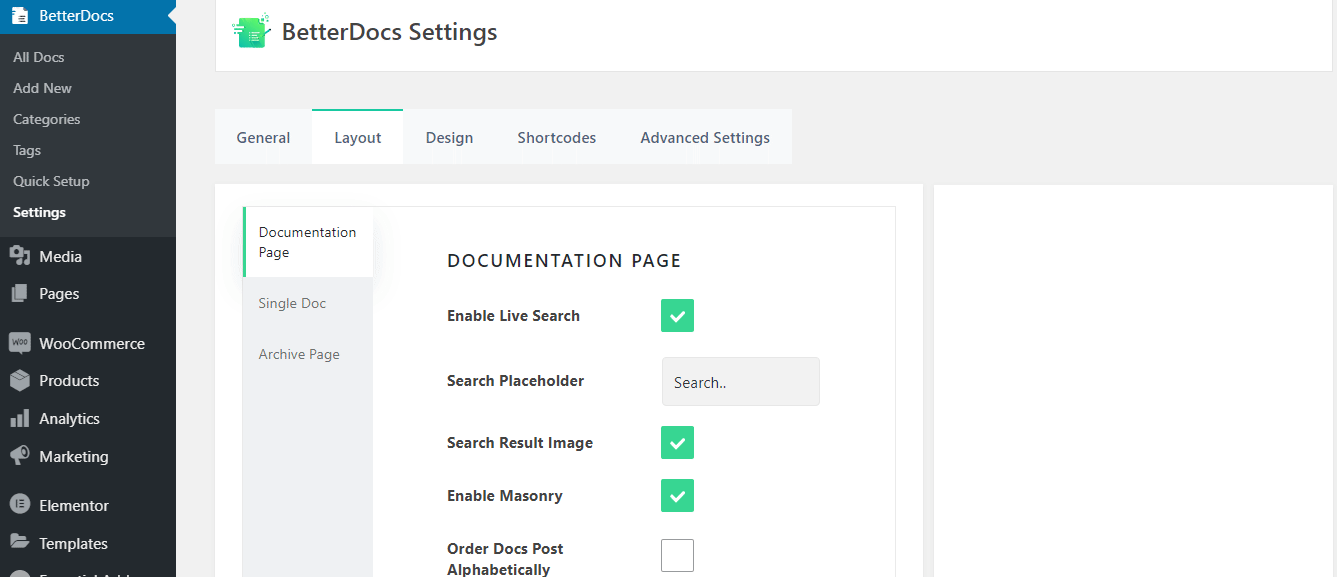 BetterDocs
All Docs
Add New
Categories
Tags
Quick Setup
Settings
Media
Pages
WooCommerce
Products
Analytics
Marketing
Elementor
Templates
BetterDocs Settings
General
Layout
Design
Shortcodes
Advanced Settings
Documentation
Page
Single Doc
Archive Page
DOCUMENTATION PAGE
Enable Live Search
Search Placeholder
Search..
Search Result Image
Enable Masonry
Order Docs Post
Alphabetically